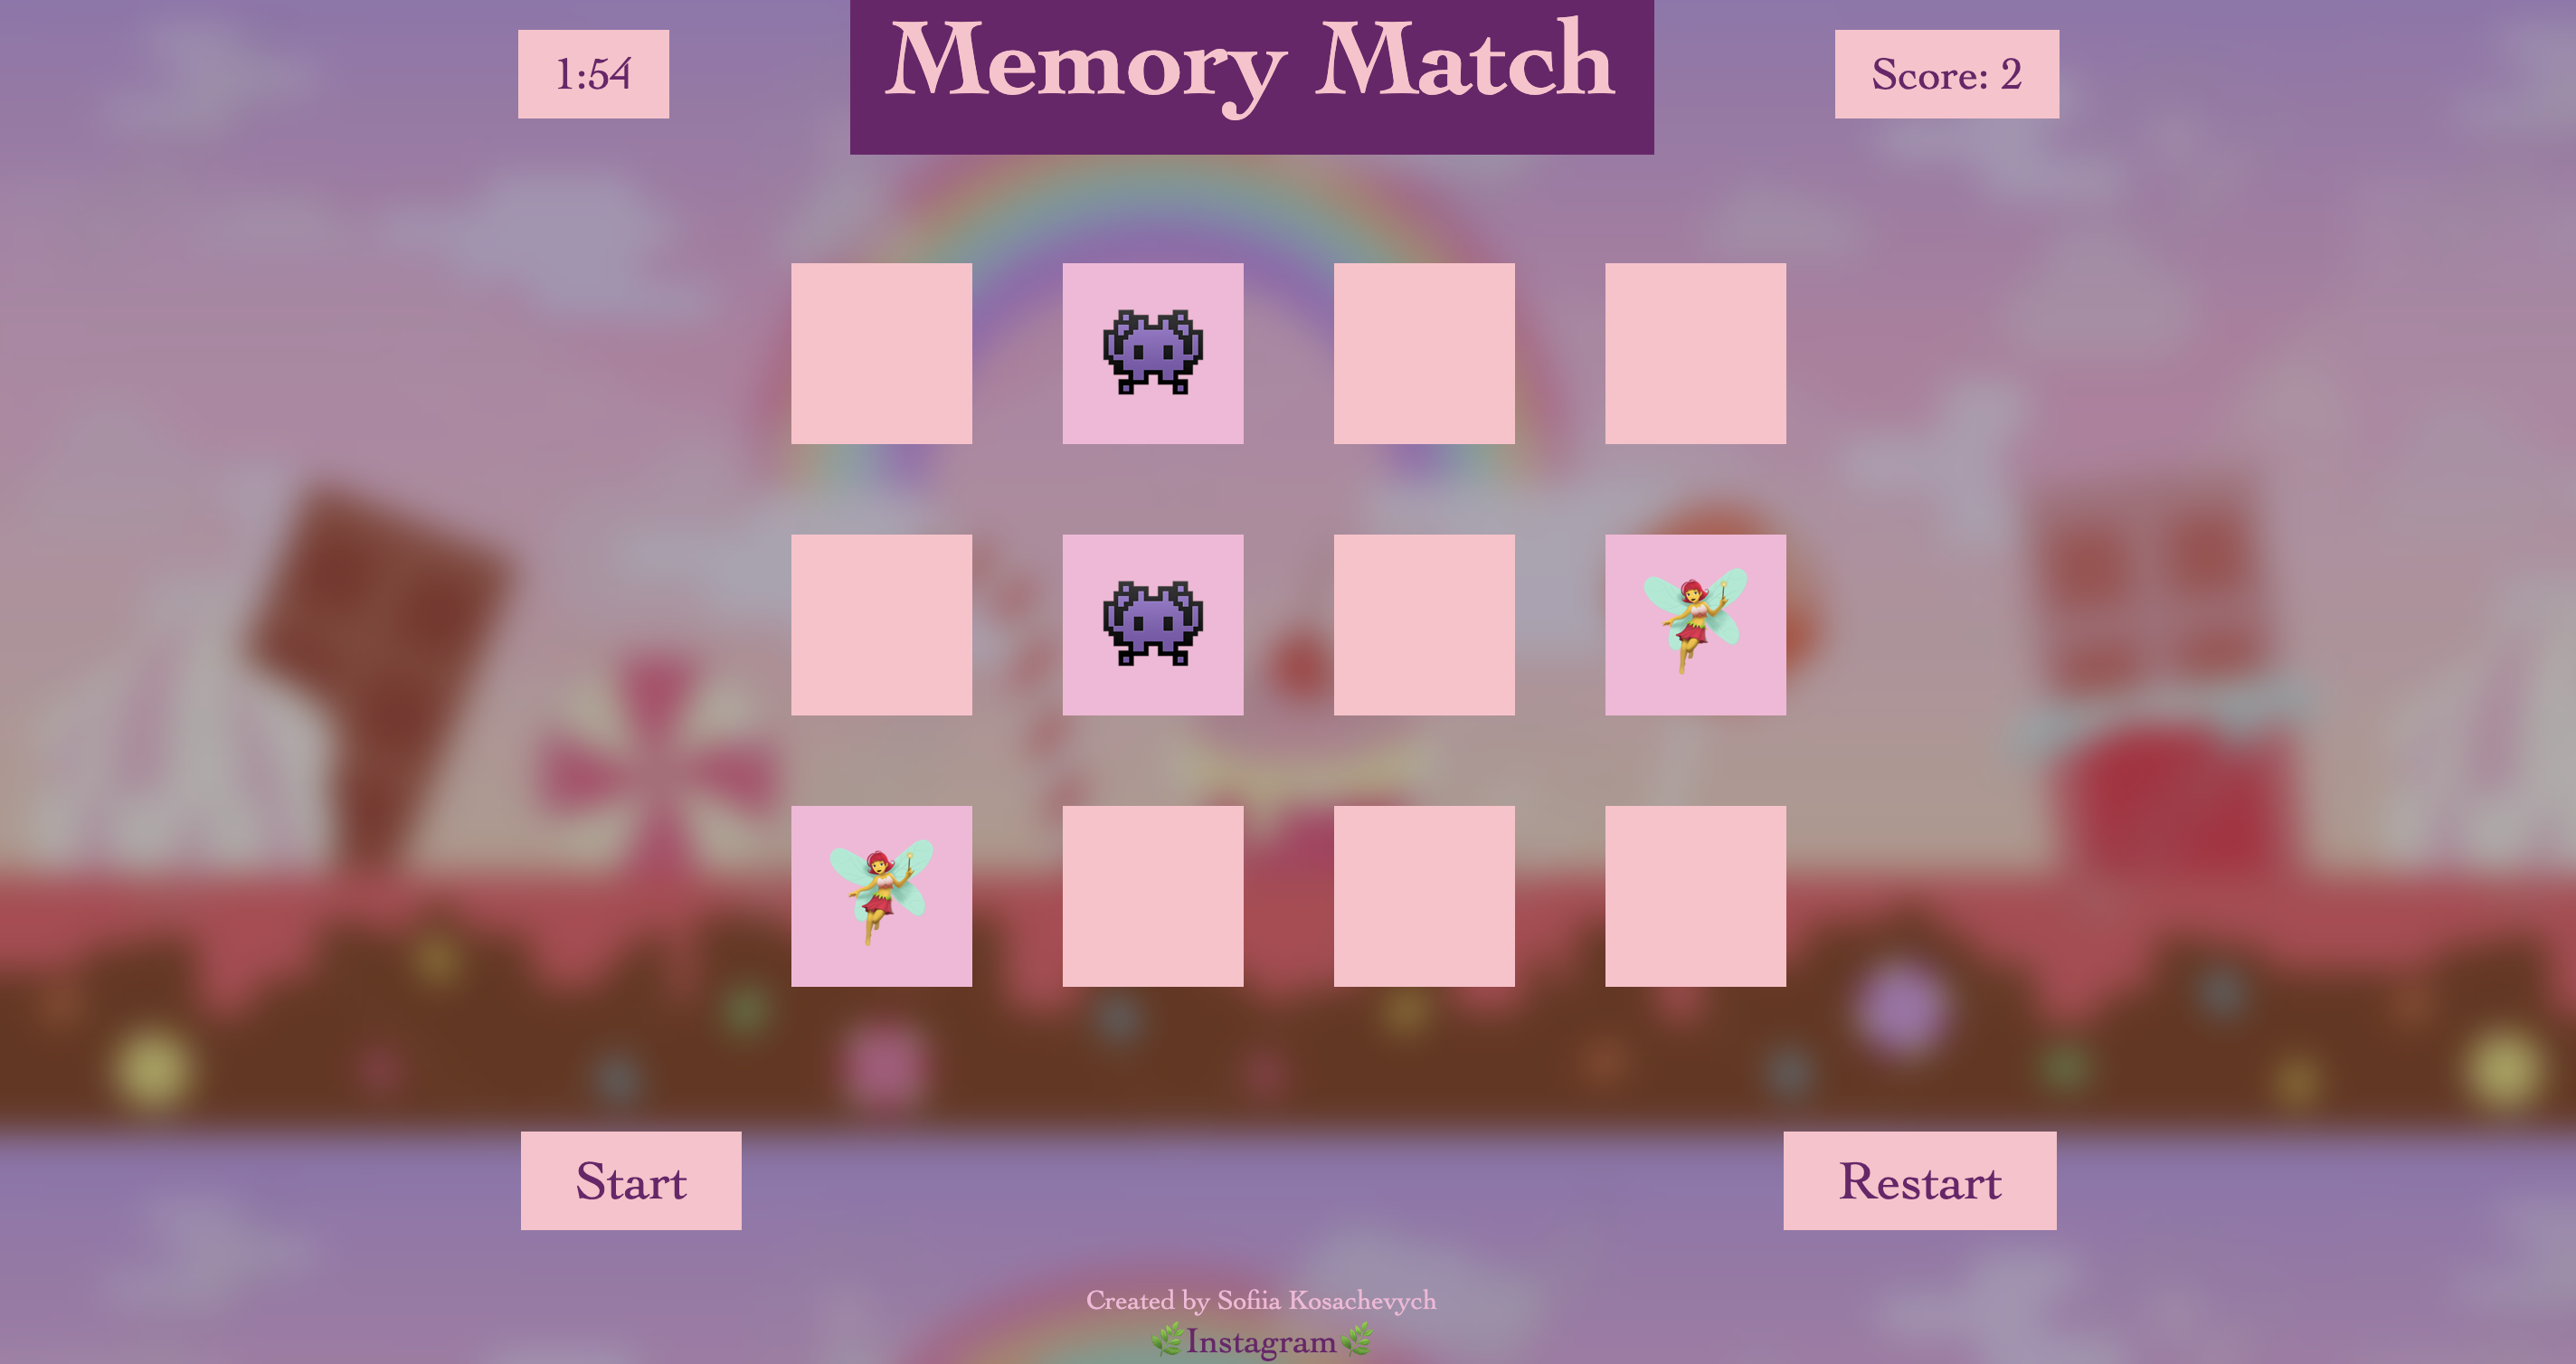 1:54
Memory Match
Score: 2
Start
Restart
Created by Sofiia Kosachevych
🌿Instagram🌿